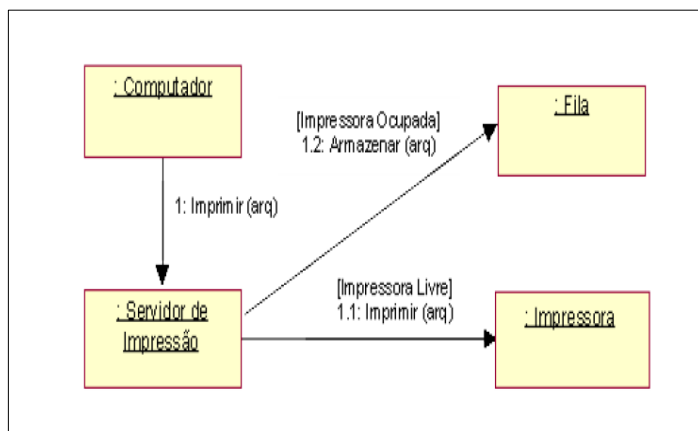 : Computador
[Impressora Ocupada]
1.2: Armazenar (arq)
: Fila
1: Imprimir (arq)
: Servidor de
Impressão
[Impressora Livre]
1.1: Imprimir (arq)
: Impressora